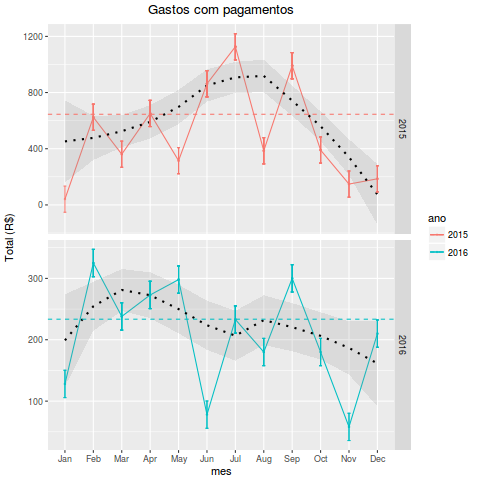 Gastos com pagamentos
Total (R$)
1200
800
400
0
2015
300
200
100
2016
Jan Feb Mar Apr May Jun Jul Aug Sep Oct Nov Dec
mes
ano
2015
2016